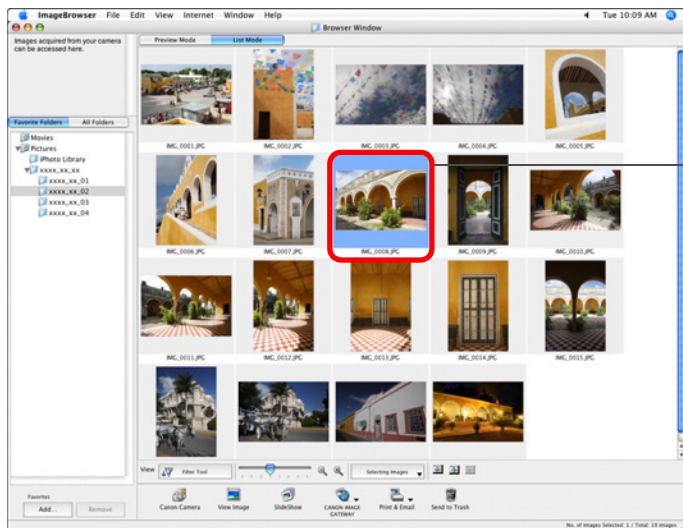 ImageBrowser File Edit View Internet Window Help
Tue 10:09 AM
Browser Window
Images acquired from your camera
can be accessed here.
Preview Mode List Mode
Favorite Folders All Folders
Movies
Pictures
iPhoto Library
xxxx_xx_xx
xxxx_xx_01
xxxx_xx_02
xxxx_xx_03
xxxx_xx_04
IMG_0001.JPG IMG_0002.JPG IMG_0003.JPG IMG_0004.JPG IMG_0005.JPG
IMG_0006.JPG IMG_0007.JPG IMG_0008.JPG IMG_0009.JPG IMG_0010.JPG
IMG_0011.JPG IMG_0012.JPG IMG_0013.JPG IMG_0014.JPG IMG_0015.JPG
View Filter Tool Selecting Images
Favorites
Add... Remove
Canon Camera View Image SlideShow CANON iMAGE Print & Email Send to Trash
GATEWAY
No. of Images Selected: 1 / Total: 19 images